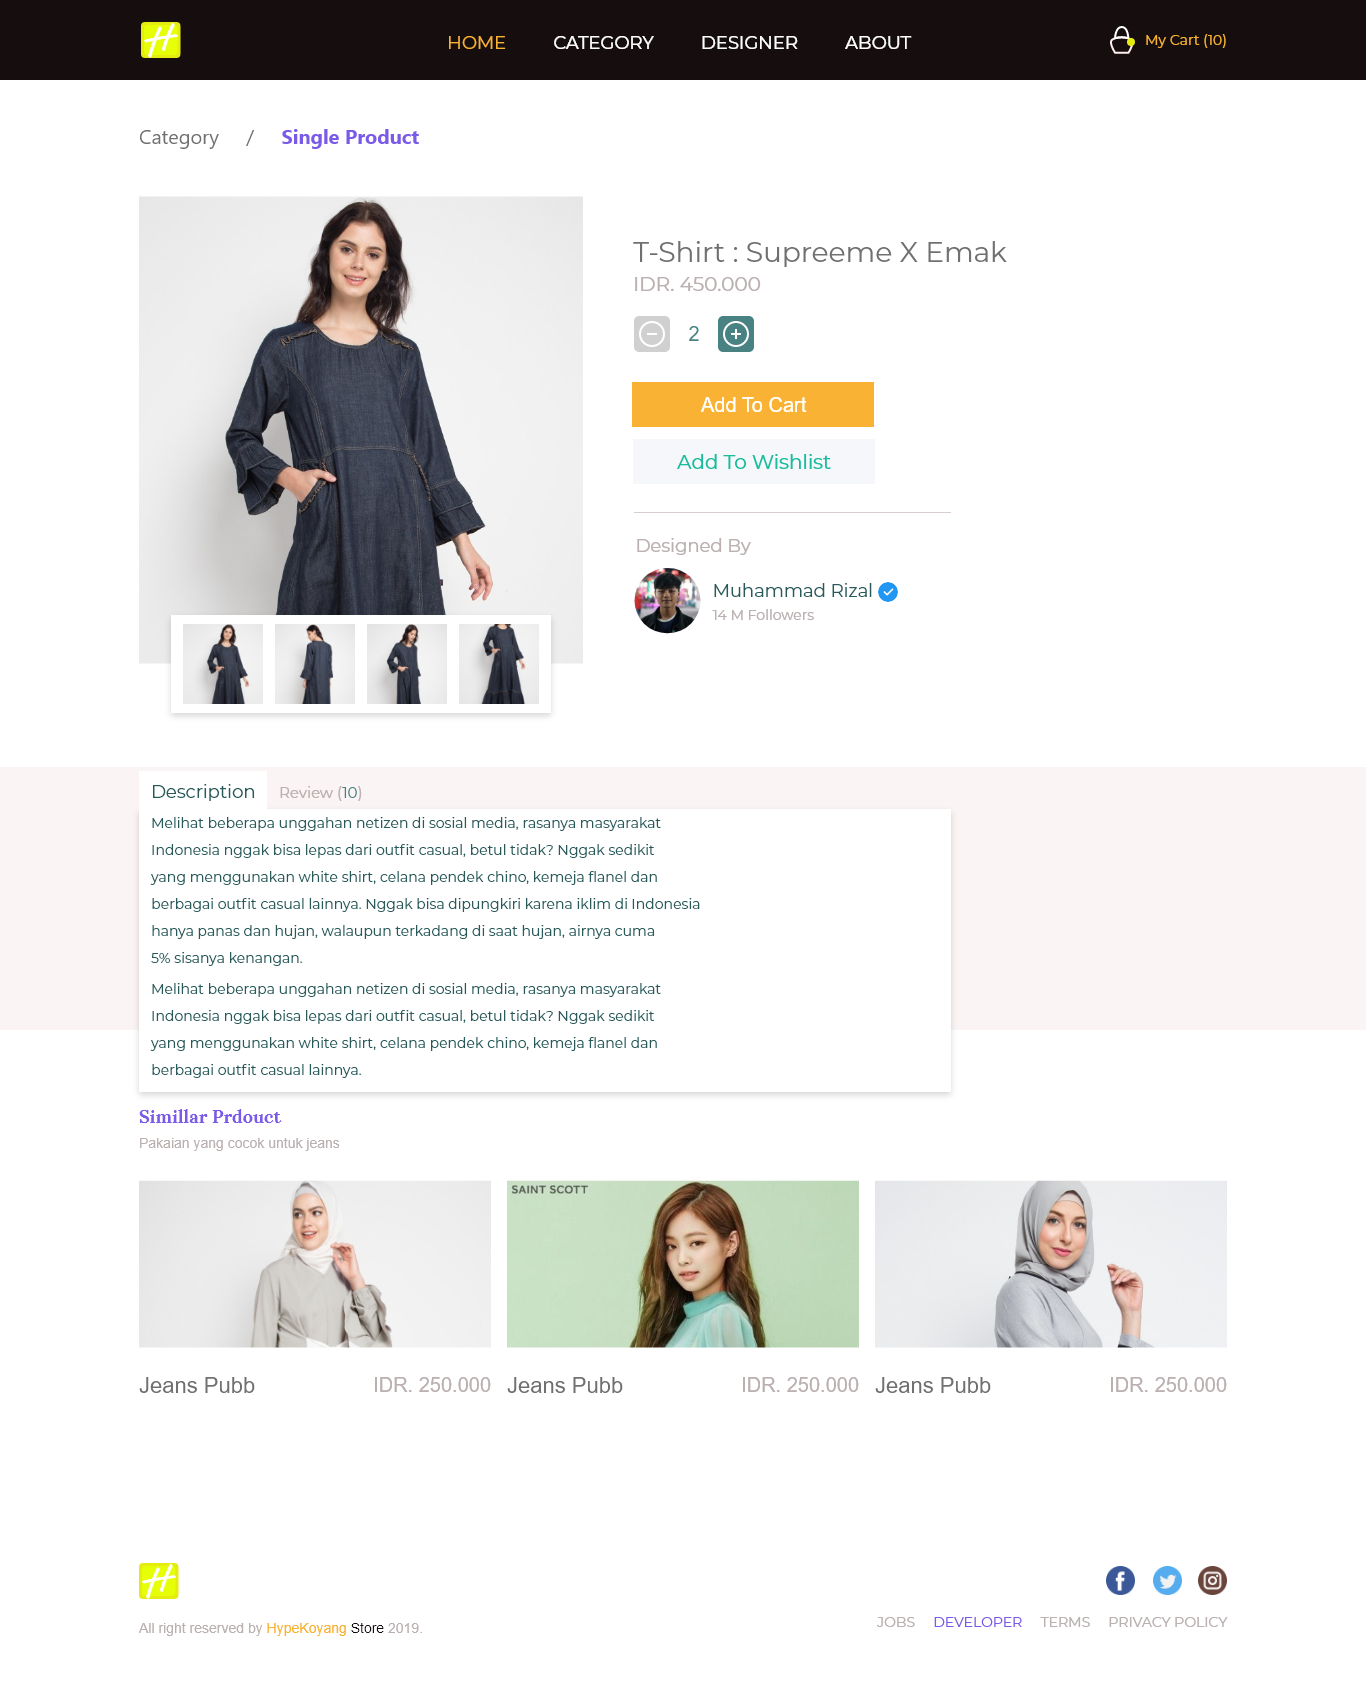 HOME CATEGORY DESIGNER ABOUT My Cart (10)
Category / Single Product
T-Shirt : Supreeme X Emak
IDR. 450.000
2
Add To Cart
Add To Wishlist
Designed By
Muhammad Rizal
14 M Followers
Description Review (10)
Melihat beberapa unggahan netizen di sosial media, rasanya masyarakat
Indonesia nggak bisa lepas dari outfit casual, betul tidak? Nggak sedikit
yang menggunakan white shirt, celana pendek chino, kemeja flanel dan
berbagai outfit casual lainnya. Nggak bisa dipungkiri karena iklim di Indonesia
hanya panas dan hujan, walaupun terkadang di saat hujan, airnya cuma
5% sisanya kenangan.
Melihat beberapa unggahan netizen di sosial media, rasanya masyarakat
Indonesia nggak bisa lepas dari outfit casual, betul tidak? Nggak sedikit
yang menggunakan white shirt, celana pendek chino, kemeja flanel dan
berbagai outfit casual lainnya.
Simillar Prdouct
Pakaian yang cocok untuk jeans
SAINT SCOTT
Jeans Pubb IDR. 250.000 Jeans Pubb IDR. 250.000 Jeans Pubb IDR. 250.000
All right reserved by HypeKoyang Store 2019.
JOBS DEVELOPER TERMS PRIVACY POLICY